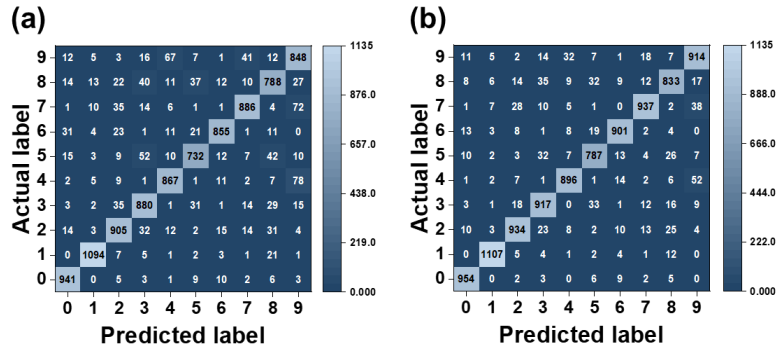 (a)
Actual label
9 12 5 3 16 67 7 1 41 12 848
8 14 13 22 40 11 37 12 10 788 27
7 1 10 35 14 6 1 1 886 4 72
6 31 4 23 1 11 21 855 1 11 0
5 15 3 9 52 10 732 12 7 42 10
4 2 5 9 1 867 1 11 2 7 78
3 3 2 35 880 1 31 1 14 29 15
2 14 3 905 32 12 2 15 14 31 4
1 0 1094 7 5 1 2 3 1 21 1
0 941 0 5 3 1 9 10 2 6 3
0 1 2 3 4 5 6 7 8 9
Predicted label
1135
876.0
657.0
438.0
219.0
0.000
(b)
Actual label
9 11 5 2 14 32 7 1 18 7 914
8 8 6 14 35 9 32 9 12 833 17
7 1 7 28 10 5 1 0 937 2 38
6 13 3 8 1 8 19 901 2 4 0
5 10 2 3 32 7 787 13 4 26 7
4 1 2 7 1 896 1 14 2 6 52
3 3 1 18 917 0 33 1 12 16 9
2 10 3 934 23 8 2 10 13 25 4
1 0 1107 5 4 1 2 4 1 12 0
0 954 0 2 3 0 6 9 2 5 0
0 1 2 3 4 5 6 7 8 9
Predicted label
1135
888.0
666.0
444.0
222.0
0.000